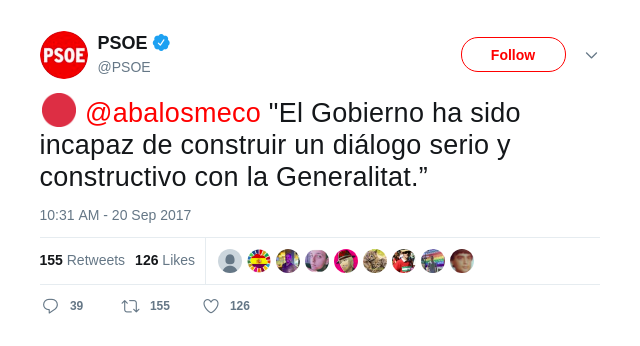 PSOE
PSOE
@PSOE
Follow
@abalosmeco "El Gobierno ha sido
incapaz de construir un diálogo serio y
constructivo con la Generalitat.”
10:31 AM - 20 Sep 2017
155 Retweets 126 Likes
39 155 126